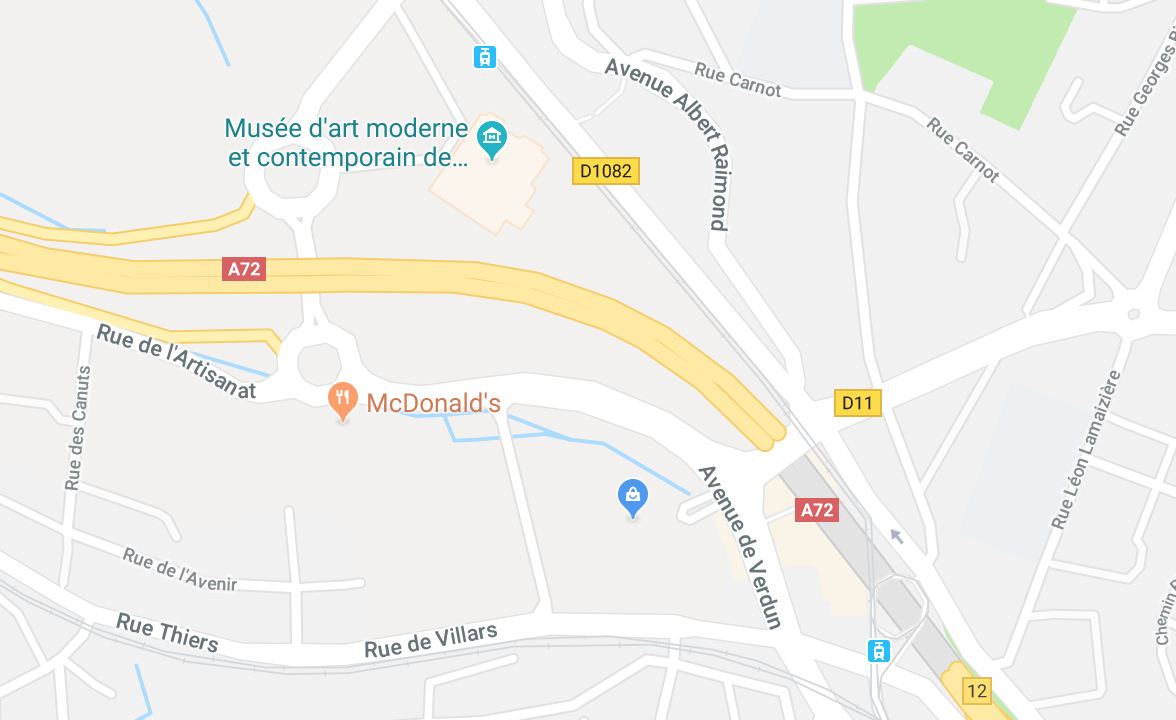 Avenue Albert Raimond
Rue Carnot
Rue Georges
Musée d'art moderne
et contemporain de...
D1082
Rue Carnot
A72
Rue de l'Artisanat
McDonald's
D11
Rue des Canuts
Rue Léon Lamaizière
Avenue de Verdun
A72
Rue de l'Avenir
Rue Thiers
Rue de Villars
Chemin
12